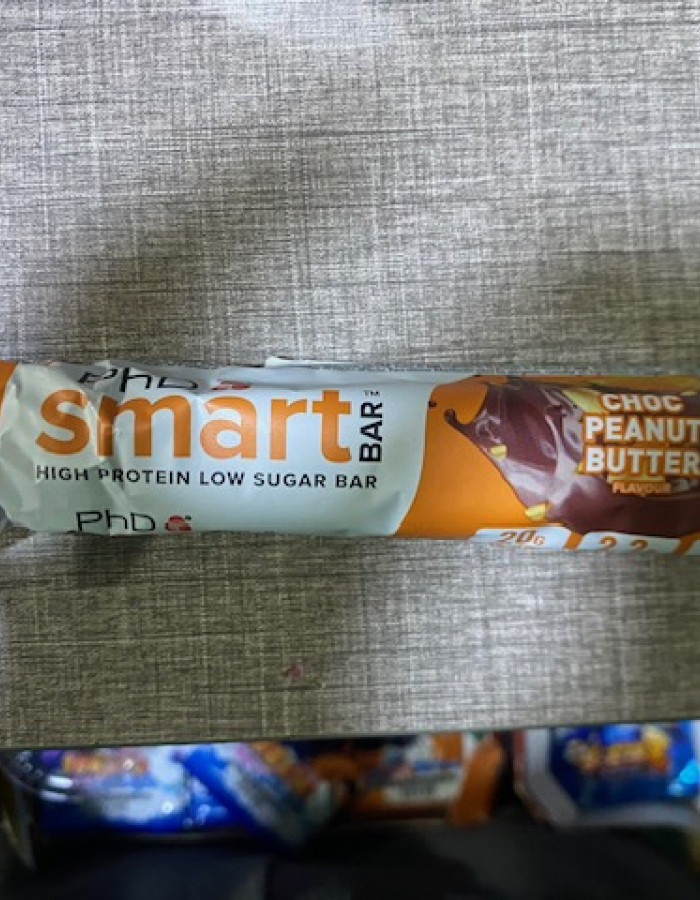 PhD
smart
BAR™
HIGH PROTEIN LOW SUGAR BAR
PhD
CHOC
PEANUT
BUTTER
FLAVOUR
20G